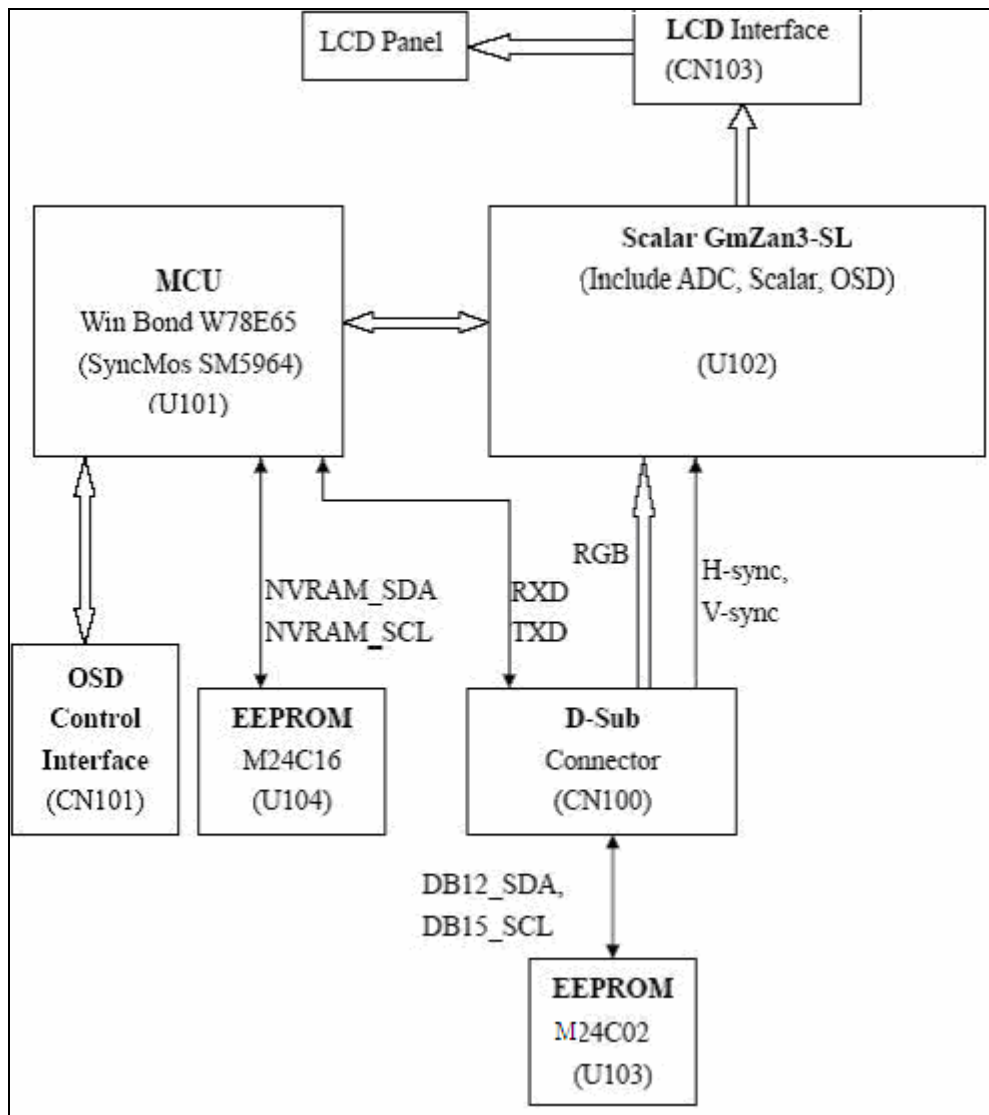 LCD Panel
LCD Interface
(CN103)
MCU
Win Bond W78E65
(SyncMos SM5964)
(U101)
Scalar GmZan3-SL
(Include ADC, Scalar, OSD)
(U102)
NVRAM_SDA
NVRAM_SCL
RXD
TXD
RGB
H-sync,
V-sync
OSD
Control
Interface
(CN101)
EEPROM
M24C16
(U104)
D-Sub
Connector
(CN100)
DB12_SDA,
DB15_SCL
EEPROM
M24C02
(U103)